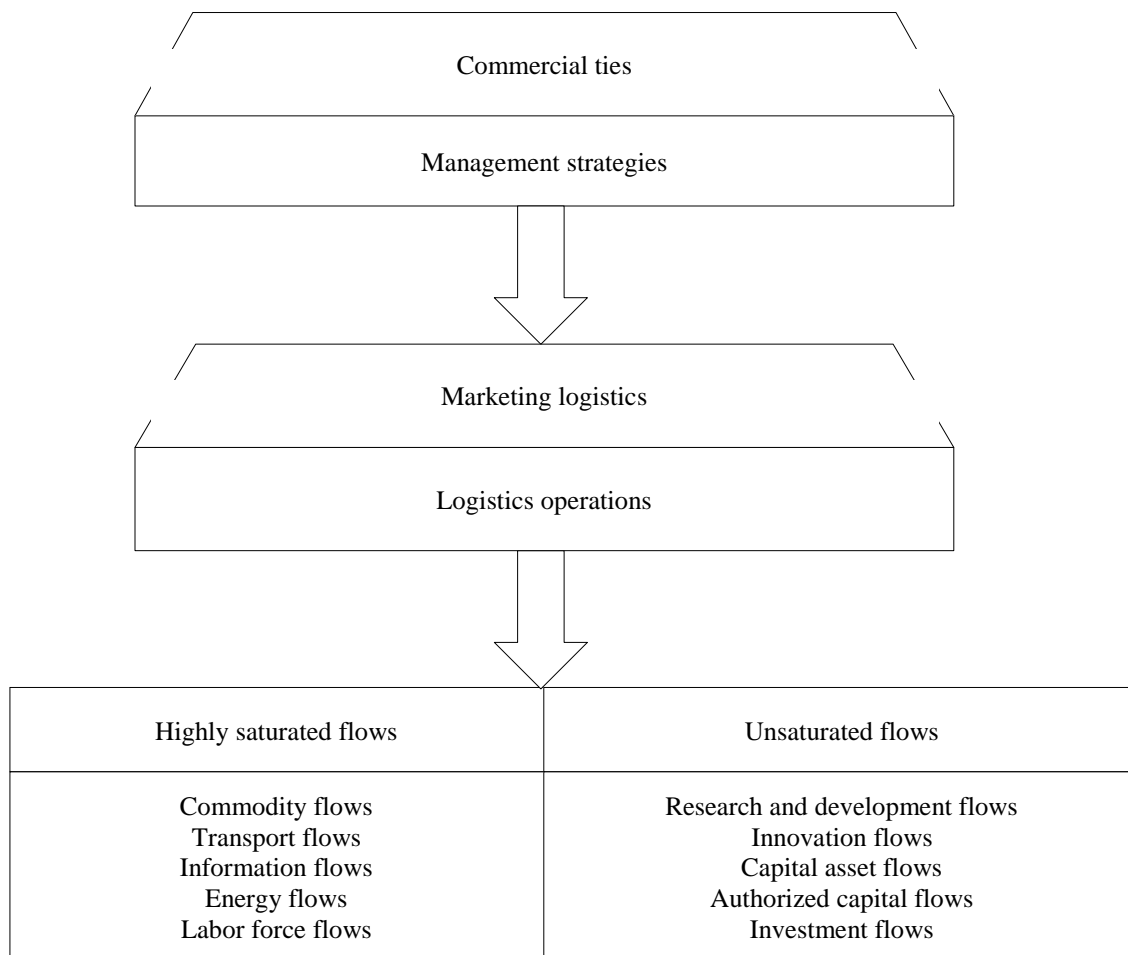 Commercial ties
Management strategies
Marketing logistics
Logistics operations
Highly saturated flows
Unsaturated flows
Commodity flows
Transport flows
Information flows
Energy flows
Labor force flows
Research and development flows
Innovation flows
Capital asset flows
Authorized capital flows
Investment flows